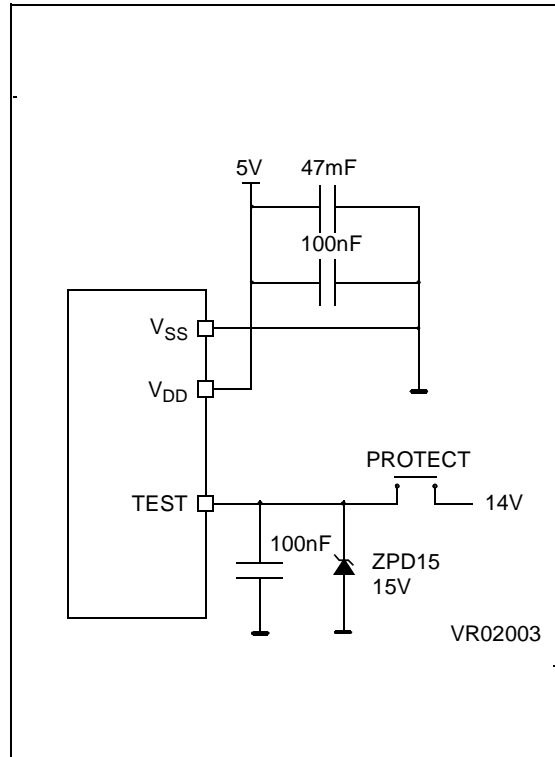 5V 47mF
100nF
VSS
VDD
PROTECT
TEST 14V
100nF
ZPD15
15V
VR02003